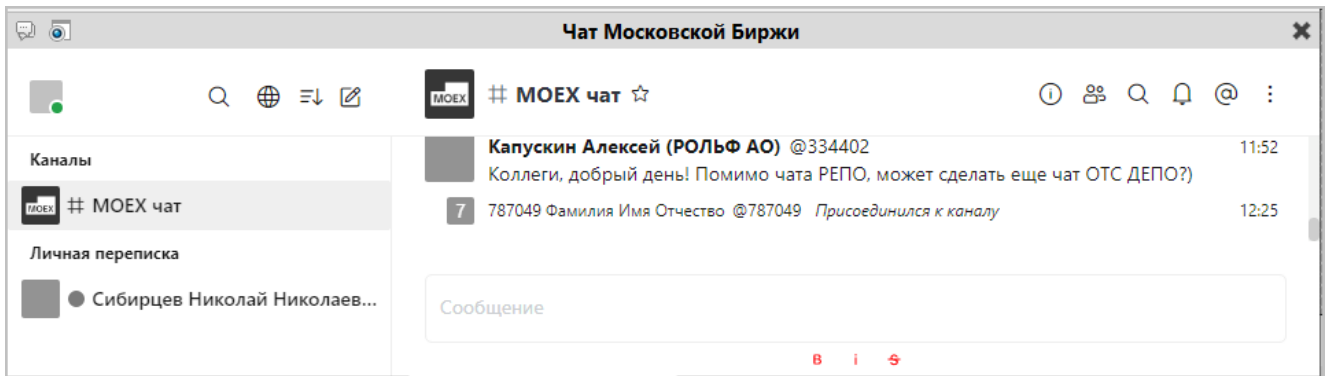 Чат Московской Биржи
MOEX # MOEX чат
Каналы
MOEX # MOEX чат
Личная переписка
Сибирцев Николай Николаев...
Капускин Алексей (РОЛЬФ АО) @334402 11:52
Коллеги, добрый день! Помимо чата РЕПО, может сделать еще чат ОТС ДЕПО?)
7 787049 Фамилия Имя Отчество @787049 Присоединился к каналу 12:25
Сообщение
B i S